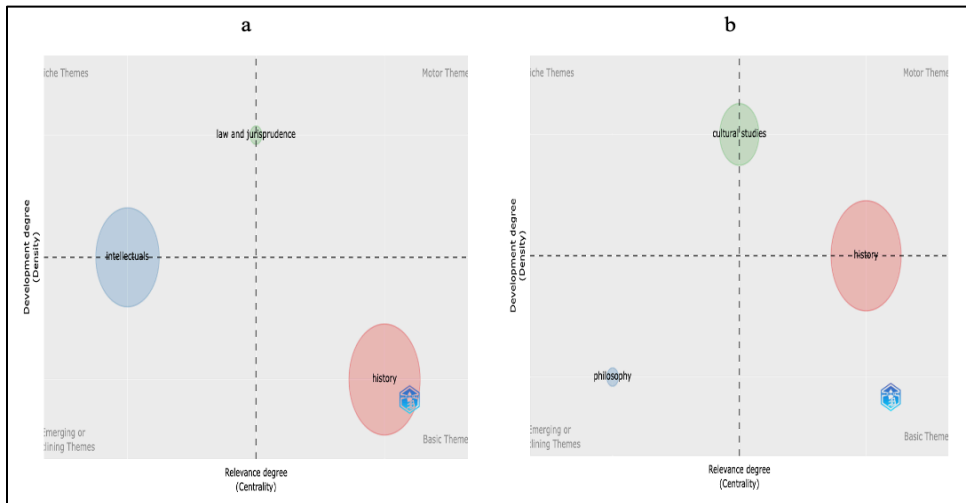 a
b
iche Themes
Motor Theme
law and jurisprudence
intellectuals
history
Development degree
(Density)
Emerging or
lining Themes
Basic Theme
Relevance degree
(Centrality)
iche Themes
Motor Them
cultural studies
history
philosophy
Development degree
(Density)
Emerging or
lining Themes
Basic Theme
Relevance degree
(Centrality)